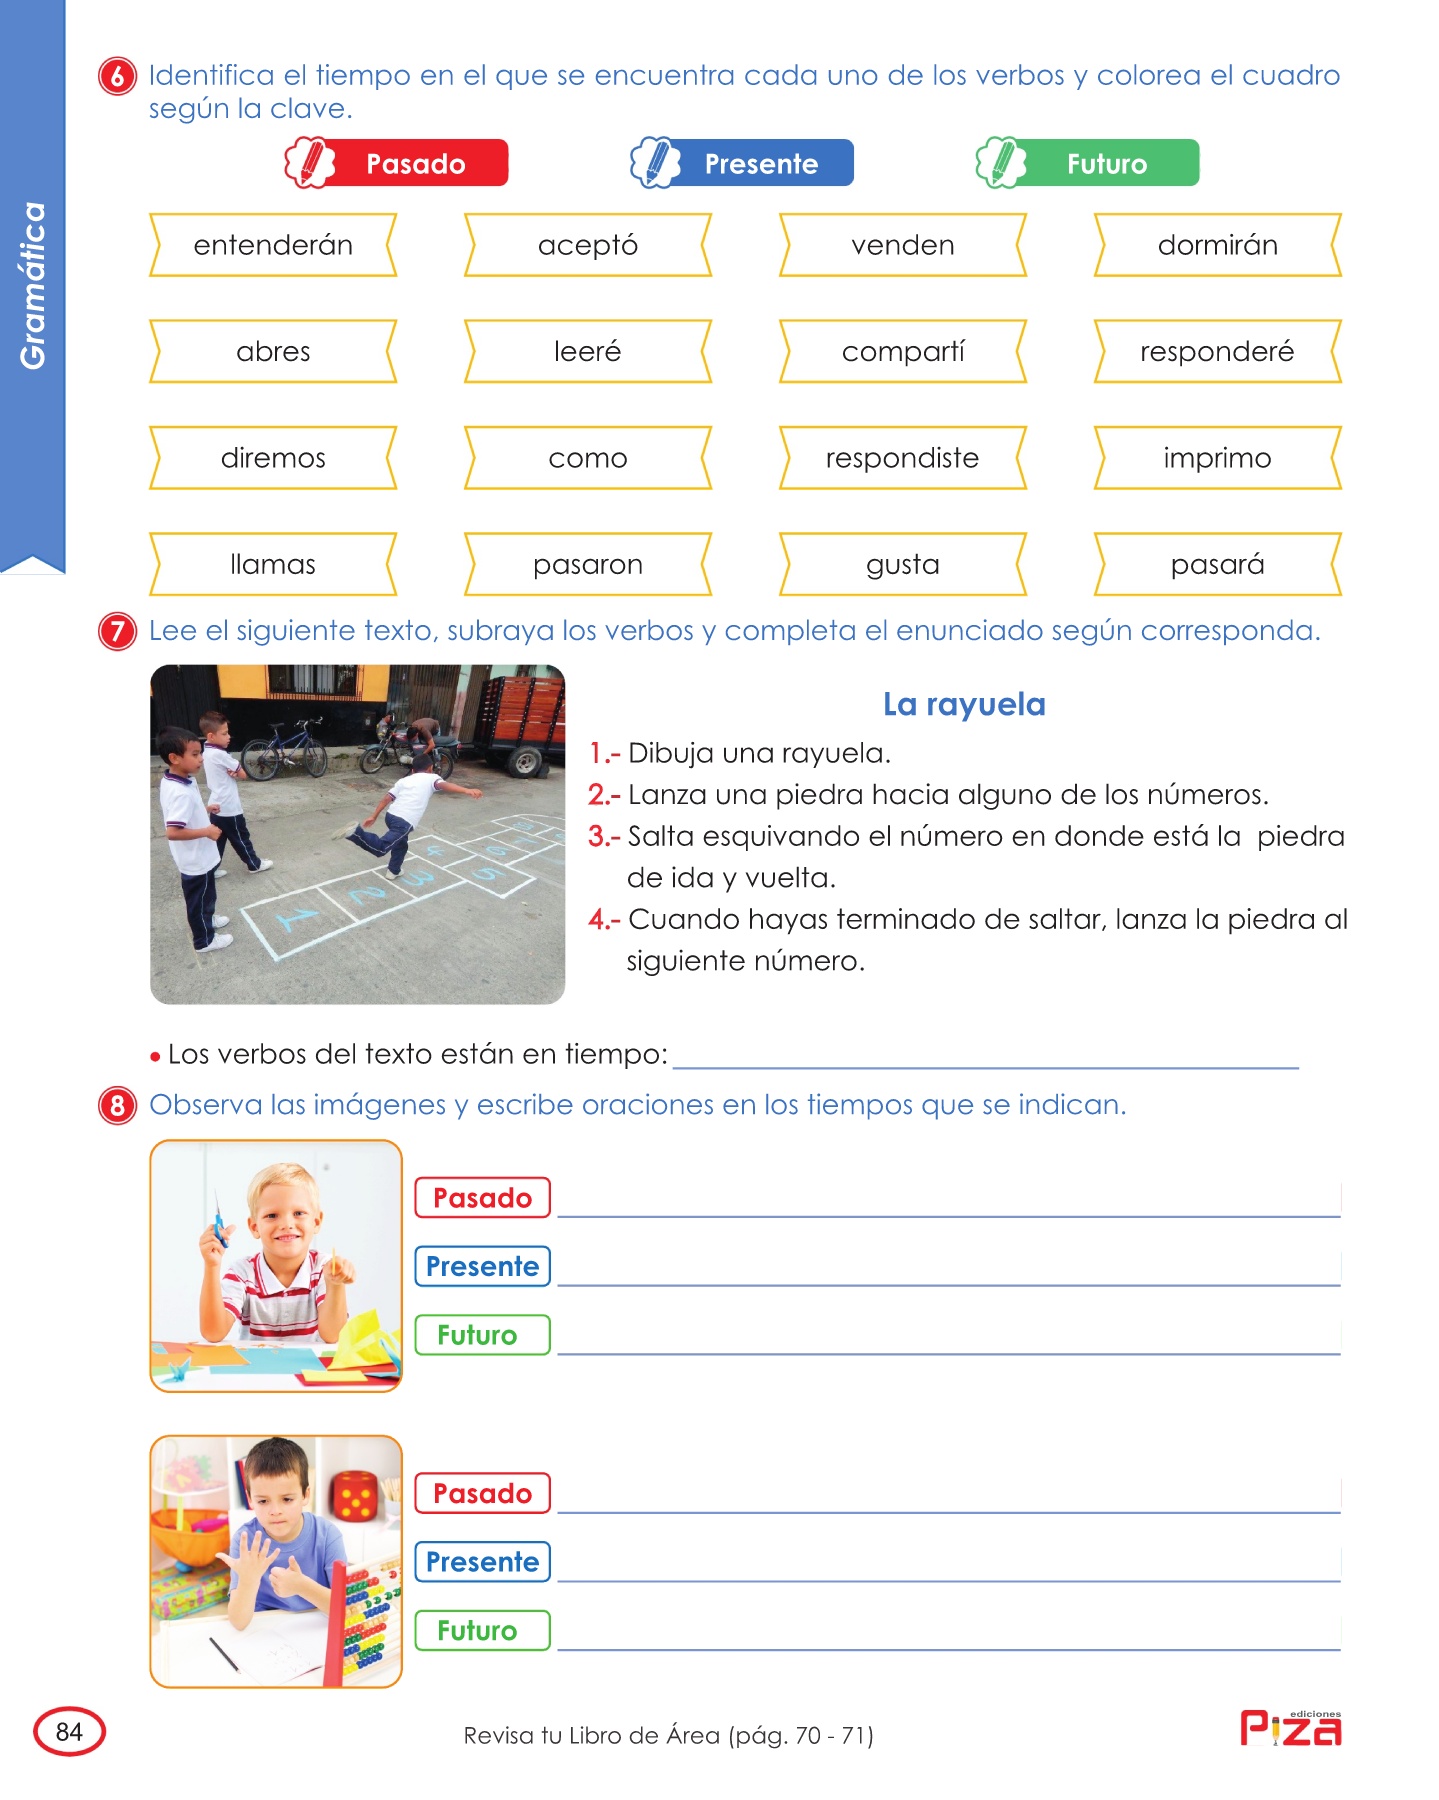 Gramática
6 Identifica el tiempo en el que se encuentra cada uno de los verbos y colorea el cuadro
según la clave.
Pasado Presente Futuro
entenderán aceptó venden dormirán
abres leeré compartí responderé
diremos como respondiste imprimo
llamas pasaron gusta pasará
7 Lee el siguiente texto, subraya los verbos y completa el enunciado según corresponda.
La rayuela
1.- Dibuja una rayuela.
2.- Lanza una piedra hacia alguno de los números.
3.- Salta esquivando el número en donde está la piedra
de ida y vuelta.
4.- Cuando hayas terminado de saltar, lanza la piedra al
siguiente número.
1 2 3 4 5 6
• Los verbos del texto están en tiempo:
8 Observa las imágenes y escribe oraciones en los tiempos que se indican.
Pasado
Presente
Futuro
Pasado
Presente
Futuro
84
Revisa tu Libro de Área (pág. 70 - 71)
ediciones
Piza